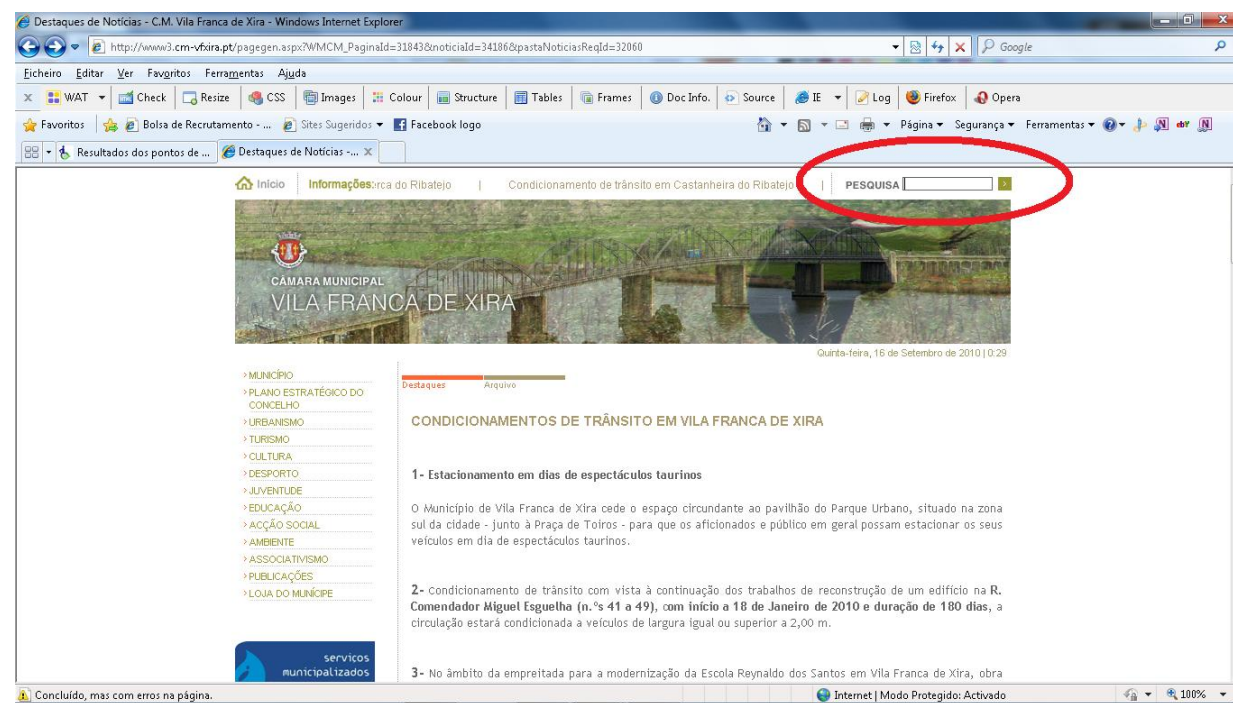 Destaques de Notícias - C.M. Vila Franca de Xira - Windows Internet Explorer
http://www3.cm-vfxira.pt/pagegen.aspx?WMCM_PaginaId=31843&noticiaId=34186&pastaNoticiasReqId=32060
Google
Ficheiro Editar Ver Favoritos Ferramentas Ajuda
x WAT Check Resize CSS Images Colour Structure Tables Frames Doc Info. Source IE Log Firefox Opera
Favoritos Bolsa de Recrutamento - ... Sites Sugeridos Facebook logo Página Segurança Ferramentas
Resultados dos pontos de ... Destaques de Notícias -... X
Início Informações: erca do Ribatejo | Condicionamento de trânsito em Castanheira do Ribatejo | PESQUISA
CÂMARA MUNICIPAL
VILA FRANCA DE XIRA
Quinta-feira, 16 de Setembro de 2010 | 0:29
Destaques Arquivo
› MUNICÍPIO
› PLANO ESTRATÉGICO DO
CONCELHO
› URBANISMO
› TURISMO
› CULTURA
› DESPORTO
› JUVENTUDE
› EDUCAÇÃO
› ACÇÃO SOCIAL
› AMBIENTE
› ASSOCIATIVISMO
› PUBLICAÇÕES
› LOJA DO MUNÍCIPE
serviços
municipalizados
CONDICIONAMENTOS DE TRÂNSITO EM VILA FRANCA DE XIRA
1- Estacionamento em dias de espectáculos taurinos
O Município de Vila Franca de Xira cede o espaço circundante ao pavilhão do Parque Urbano, situado na zona
sul da cidade - junto à Praça de Toiros - para que os aficionados e público em geral possam estacionar os seus
veículos em dia de espectáculos taurinos.
2- Condicionamento de trânsito com vista à continuação dos trabalhos de reconstrução de um edifício na R.
Comendador Miguel Esguelha (n.ºs 41 a 49), com início a 18 de Janeiro de 2010 e duração de 180 dias, a
circulação estará condicionada a veículos de largura igual ou superior a 2,00 m.
3- No âmbito da empreitada para a modernização da Escola Reynaldo dos Santos em Vila Franca de Xira, obra
Concluído, mas com erros na página. Internet | Modo Protegido: Activado 100%